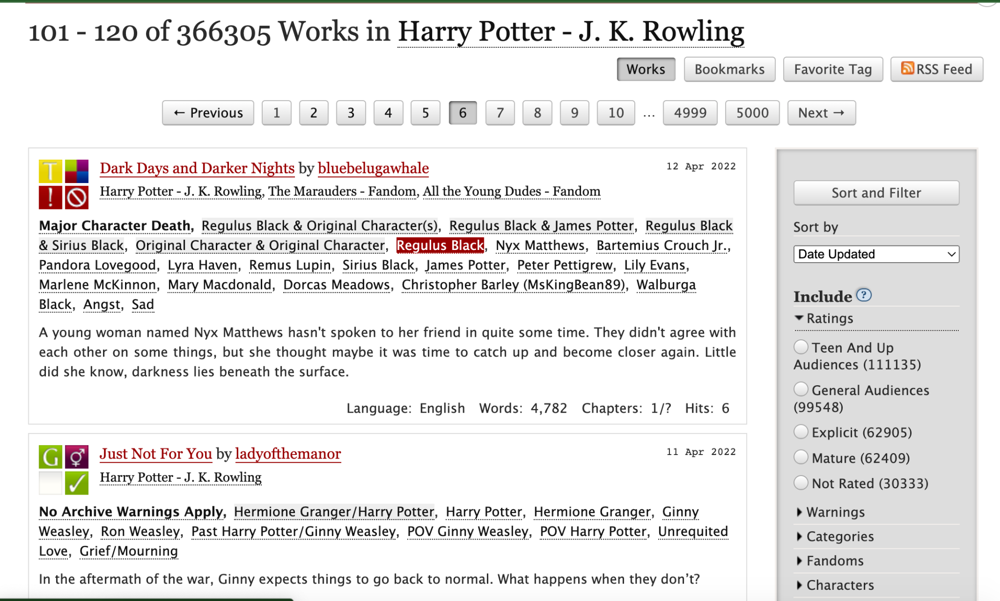 101 - 120 of 366305 Works in Harry Potter - J. K. Rowling
Works Bookmarks Favorite Tag RSS Feed
← Previous 1 2 3 4 5 6 7 8 9 10 ... 4999 5000 Next →
T
Dark Days and Darker Nights by bluebelugawhale
12 Apr 2022
!
Harry Potter - J. K. Rowling, The Marauders - Fandom, All the Young Dudes - Fandom
Major Character Death, Regulus Black & Original Character(s), Regulus Black & James Potter, Regulus Black
& Sirius Black, Original Character & Original Character, Regulus Black, Nyx Matthews, Bartemius Crouch Jr.,
Pandora Lovegood, Lyra Haven, Remus Lupin, Sirius Black, James Potter, Peter Pettigrew, Lily Evans,
Marlene McKinnon, Mary Macdonald, Dorcas Meadows, Christopher Barley (MsKingBean89), Walburga
Black, Angst, Sad
A young woman named Nyx Matthews hasn't spoken to her friend in quite some time. They didn't agree with
each other on some things, but she thought maybe it was time to catch up and become closer again. Little
did she know, darkness lies beneath the surface.
Language: English Words: 4,782 Chapters: 1/? Hits: 6
G
Just Not For You by ladyofthemanor
11 Apr 2022
Harry Potter - J. K. Rowling
No Archive Warnings Apply, Hermione Granger/Harry Potter, Harry Potter, Hermione Granger, Ginny
Weasley, Ron Weasley, Past Harry Potter/Ginny Weasley, POV Ginny Weasley, POV Harry Potter, Unrequited
Love, Grief/Mourning
In the aftermath of the war, Ginny expects things to go back to normal. What happens when they don’t?
Sort and Filter
Sort by
Date Updated
Include ?
Ratings
Teen And Up
Audiences (111135)
General Audiences
(99548)
Explicit (62905)
Mature (62409)
Not Rated (30333)
Warnings
Categories
Fandoms
Characters